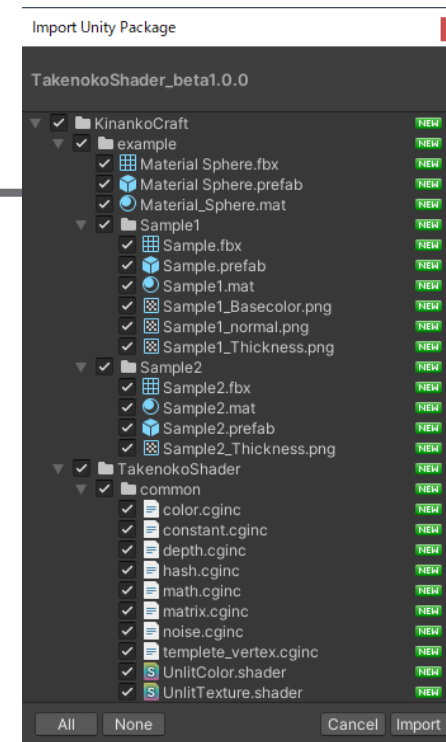 Import Unity Package
TakenokoShader_beta1.0.0
KinankoCraft NEW
example NEW
Material Sphere.fbx NEW
Material Sphere.prefab NEW
Material_Sphere.mat NEW
Sample1 NEW
Sample.fbx NEW
Sample.prefab NEW
Sample1.mat NEW
Sample1_Basecolor.png NEW
Sample1_normal.png NEW
Sample1_Thickness.png NEW
Sample2 NEW
Sample2.fbx NEW
Sample2.mat NEW
Sample2.prefab NEW
Sample2_Thickness.png NEW
TakenokoShader NEW
common NEW
color.cginc NEW
constant.cginc NEW
depth.cginc NEW
hash.cginc NEW
math.cginc NEW
matrix.cginc NEW
noise.cginc NEW
templete_vertex.cginc NEW
S UnlitColor.shader NEW
S UnlitTexture.shader NEW
All None Cancel Import